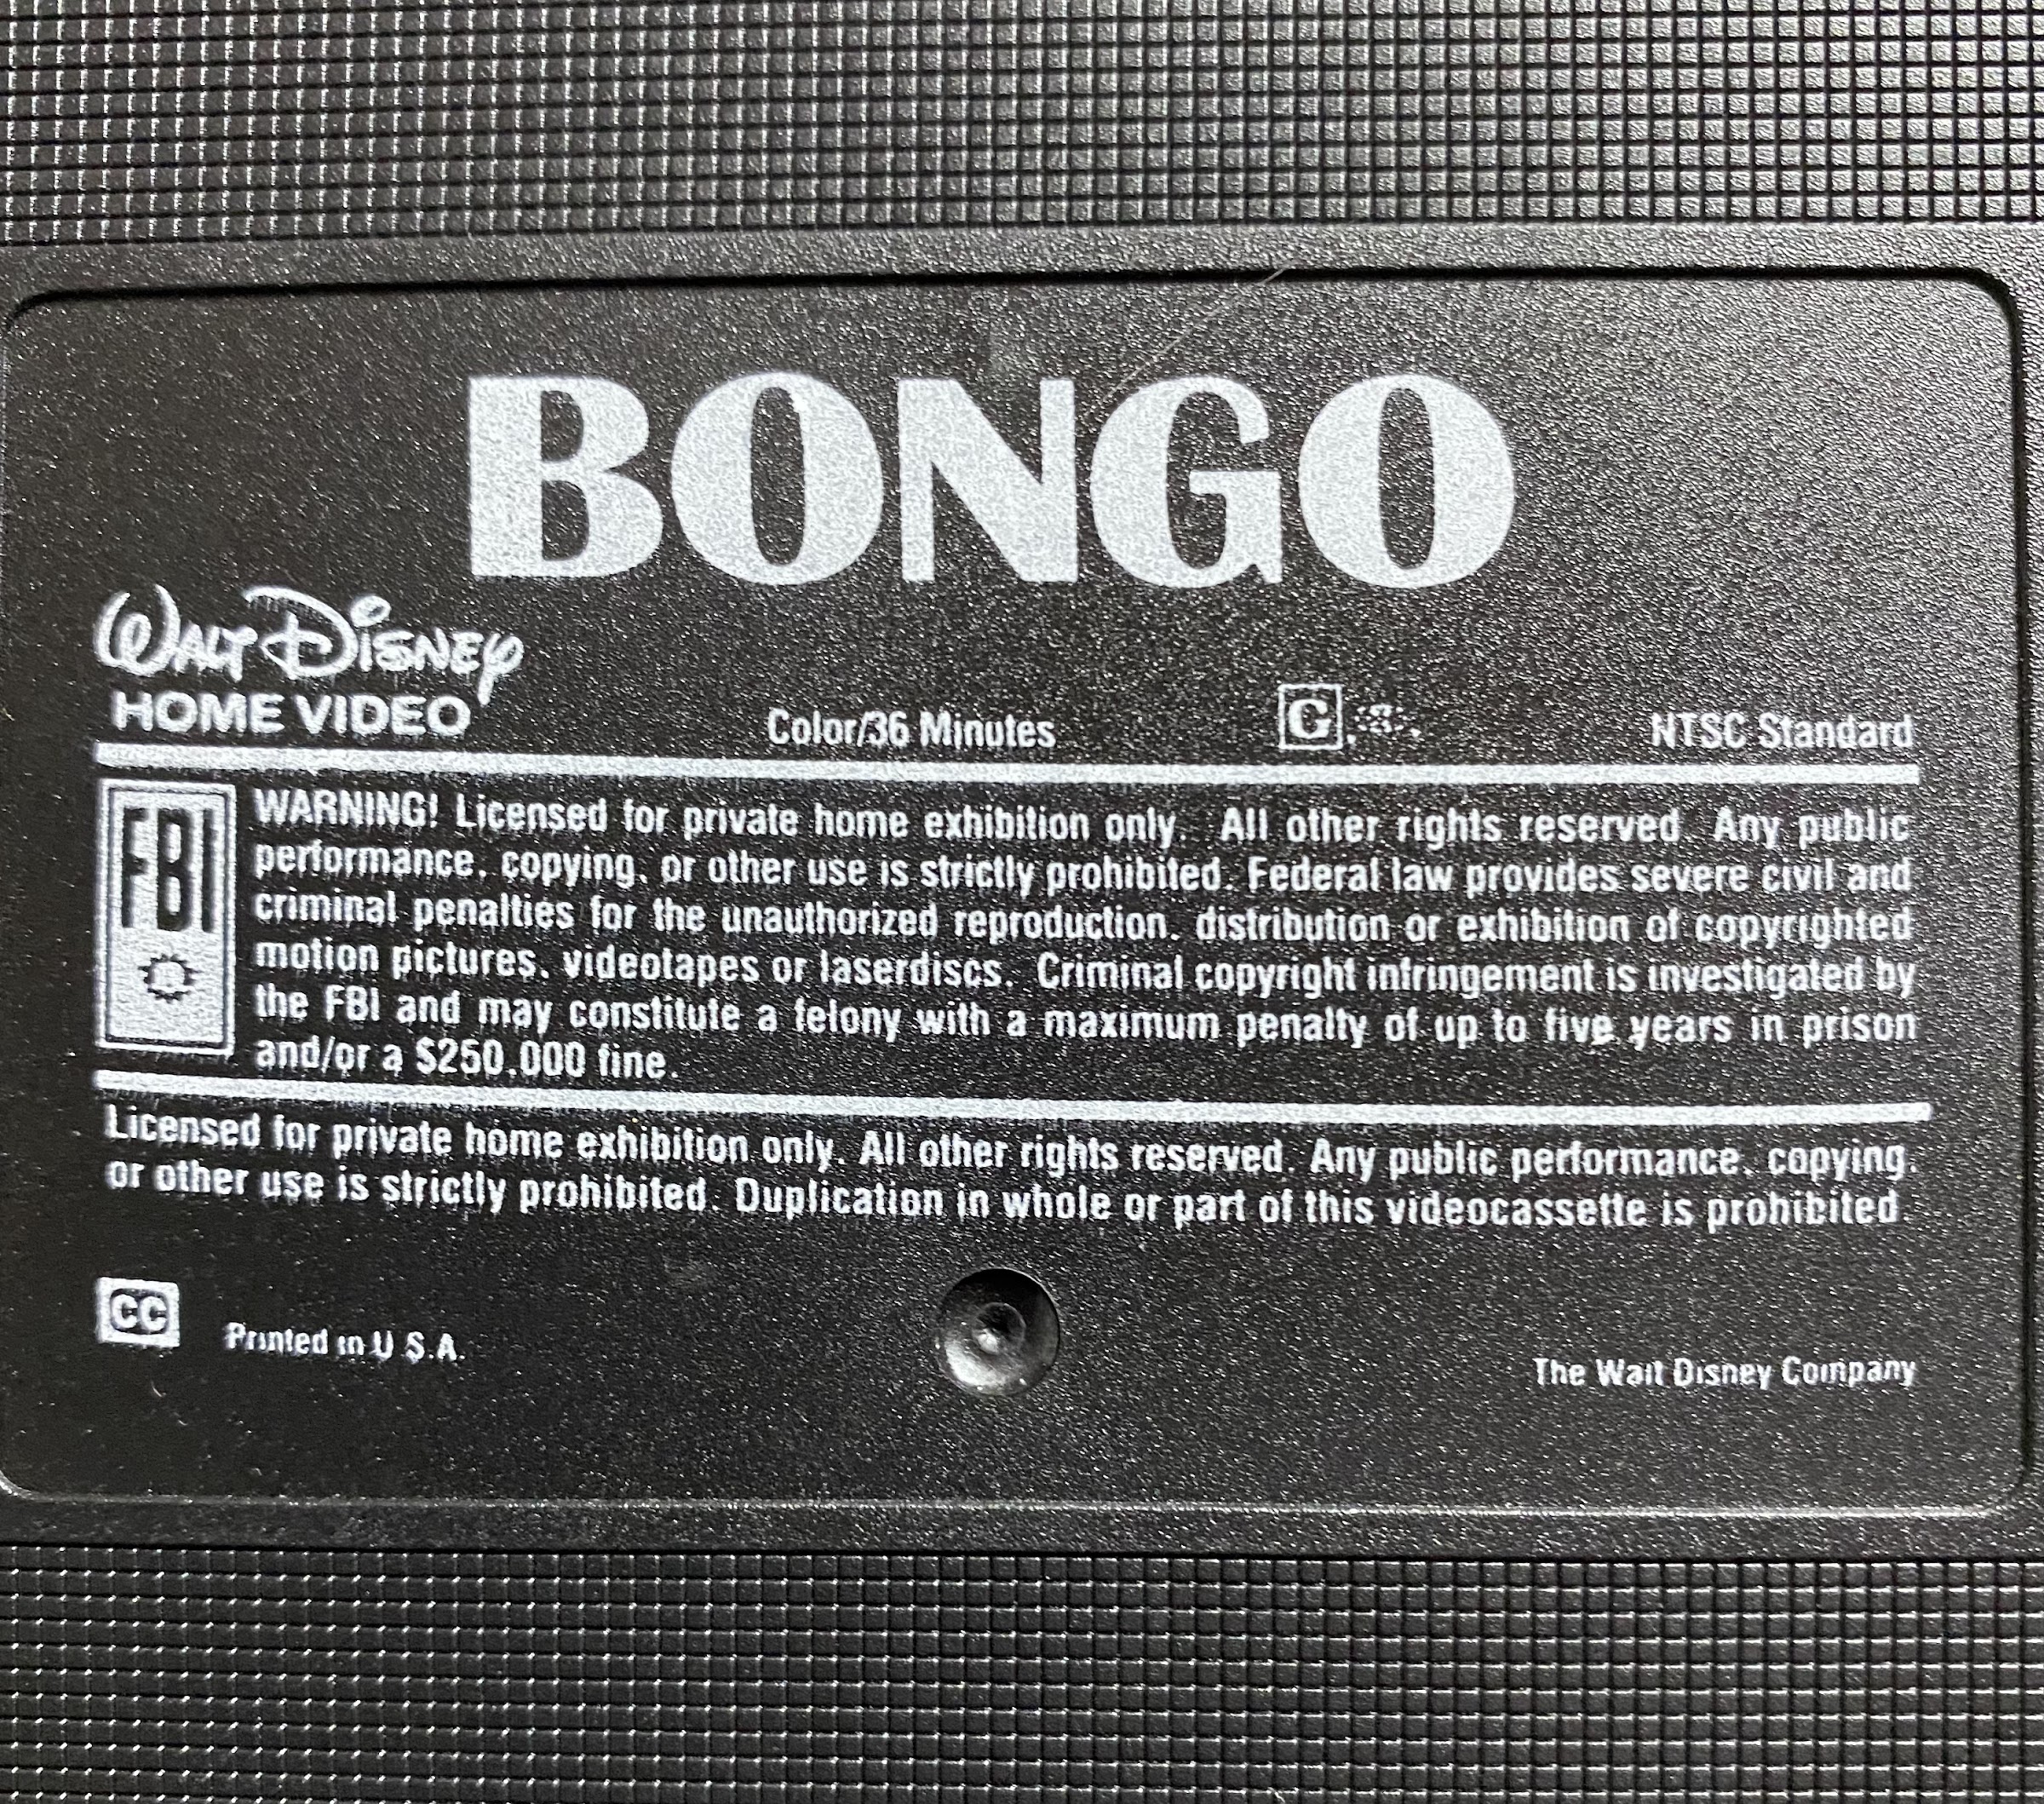 BONGO
WALT DISNEY
HOME VIDEO
Color/36 Minutes G NTSC Standard
FBI
WARNING! Licensed for private home exhibition only. All other rights reserved. Any public
performance, copying, or other use is strictly prohibited. Federal law provides severe civil and
criminal penalties for the unauthorized reproduction, distribution or exhibition of copyrighted
motion pictures, videotapes or laserdiscs. Criminal copyright infringement is investigated by
the FBI and may constitute a felony with a maximum penalty of up to five years in prison
and/or a $250,000 fine.
Licensed for private home exhibition only. All other rights reserved. Any public performance, copying,
or other use is strictly prohibited. Duplication in whole or part of this videocassette is prohibited.
CC Printed in U.S.A.
The Walt Disney Company